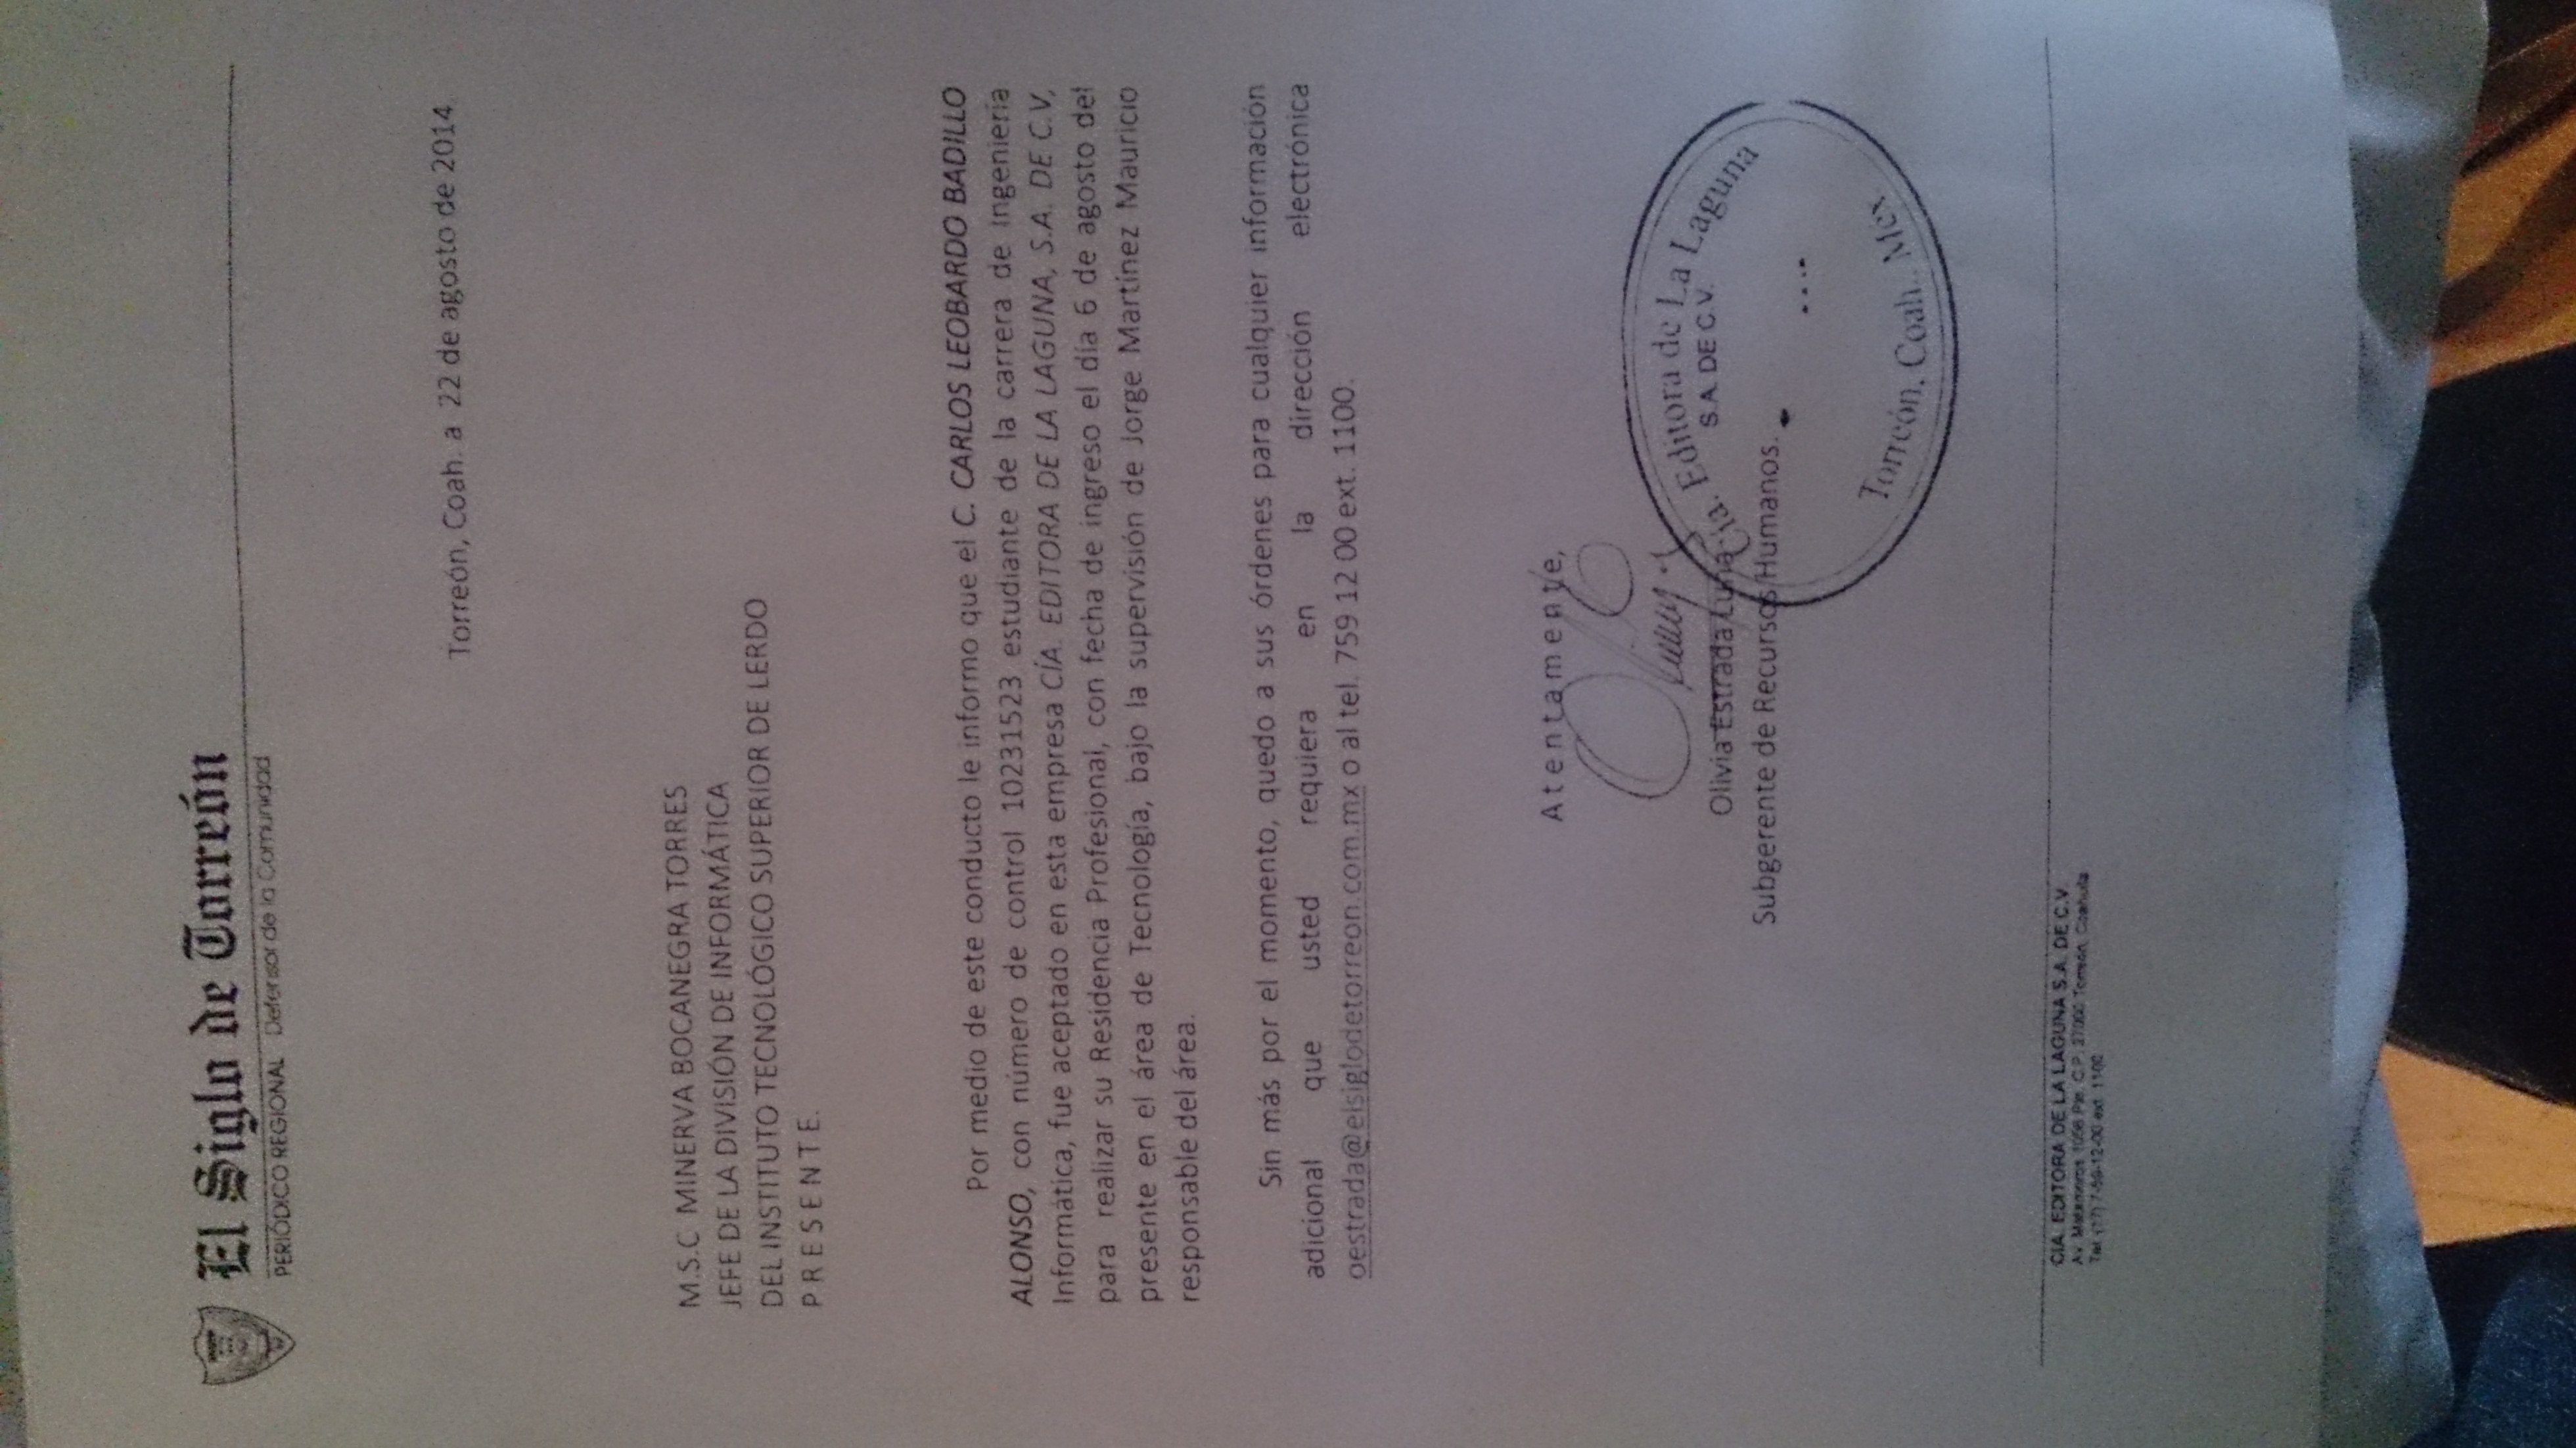 El Siglo de Torreón
PERIÓDICO REGIONAL Defensor de la Comunidad
Torreón, Coah. a 22 de agosto de 2014.
M.S.C MINERVA BOCANEGRA TORRES
JEFE DE LA DIVISIÓN DE INFORMÁTICA
DEL INSTITUTO TECNOLÓGICO SUPERIOR DE LERDO
P R E S E N T E.
Por medio de este conducto le informo que el C. CARLOS LEOBARDO BADILLO
ALONSO, con número de control 10231523 estudiante de la carrera de Ingeniería
Informática, fue aceptado en esta empresa CÍA. EDITORA DE LA LAGUNA, S.A. DE C.V,
para realizar su Residencia Profesional, con fecha de ingreso el día 6 de agosto del
presente en el área de Tecnología, bajo la supervisión de Jorge Martínez Mauricio
responsable del área.
Sin más por el momento, quedo a sus órdenes para cualquier información
adicional que usted requiera en la dirección electrónica
oestrada@elsiglodetorreon.com.mx o al tel. 759 12 00 ext. 1100.
A t e n t a m e n t e,
Olivia Estrada Luna
Subgerente de Recursos Humanos.
Cía. Editora de La Laguna
S.A. DE C.V.
Torreón, Coah., Mex
CIA. EDITORA DE LA LAGUNA S.A. DE C.V.
Av. Matamoros 1056 Pte. C.P. 27000 Torreón, Coahuila
Tel. (17) 7-59-12-00 ext. 1100